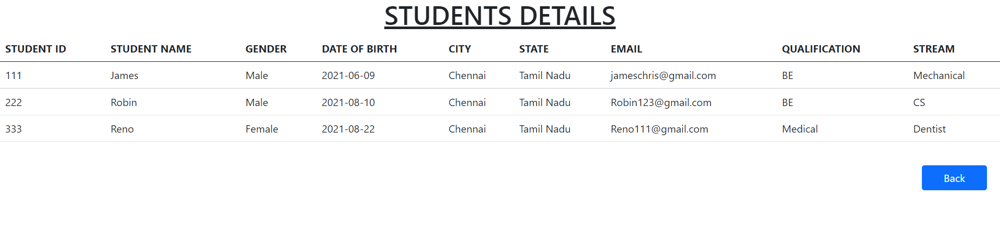 STUDENTS DETAILS
STUDENT ID STUDENT NAME GENDER DATE OF BIRTH CITY STATE EMAIL QUALIFICATION STREAM
111 James Male 2021-06-09 Chennai Tamil Nadu jameschris@gmail.com BE Mechanical
222 Robin Male 2021-08-10 Chennai Tamil Nadu Robin123@gmail.com BE CS
333 Reno Female 2021-08-22 Chennai Tamil Nadu Reno111@gmail.com Medical Dentist
Back